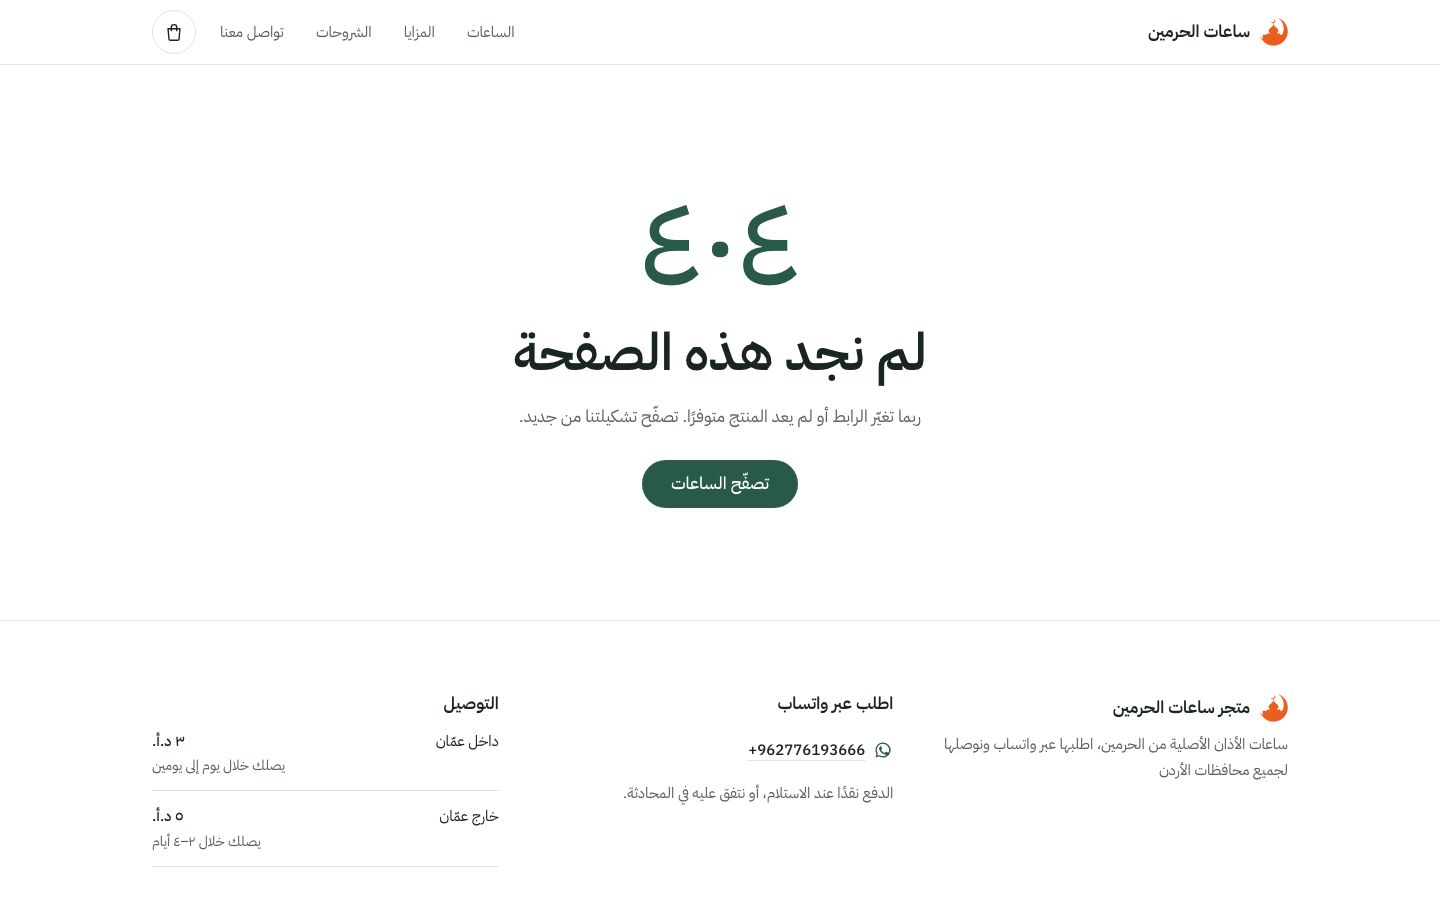 ساعات الحرمين
الساعات
المزايا
الشروحات
تواصل معنا
٤٠٤
لم نجد هذه الصفحة
ربما تغيّر الرابط أو لم يعد المنتج متوفرًا. تصفّح تشكيلتنا من جديد.
تصفّح الساعات
متجر ساعات الحرمين
ساعات الأذان الأصلية من الحرمين، اطلبها عبر واتساب ونوصلها
لجميع محافظات الأردن
اطلب عبر واتساب
+962776193666
الدفع نقدًا عند الاستلام، أو نتفق عليه في المحادثة.
التوصيل
داخل عمّان
٣ د.أ.
يصلك خلال يوم إلى يومين
خارج عمّان
٥ د.أ.
يصلك خلال ٢–٤ أيام